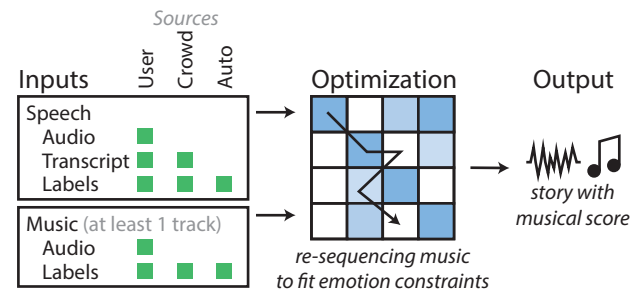 Sources
User
Crowd
Auto
Inputs
Speech
Audio
Transcript
Labels
Music (at least 1 track)
Audio
Labels
Optimization
re-sequencing music
to fit emotion constraints
Output
story with
musical score